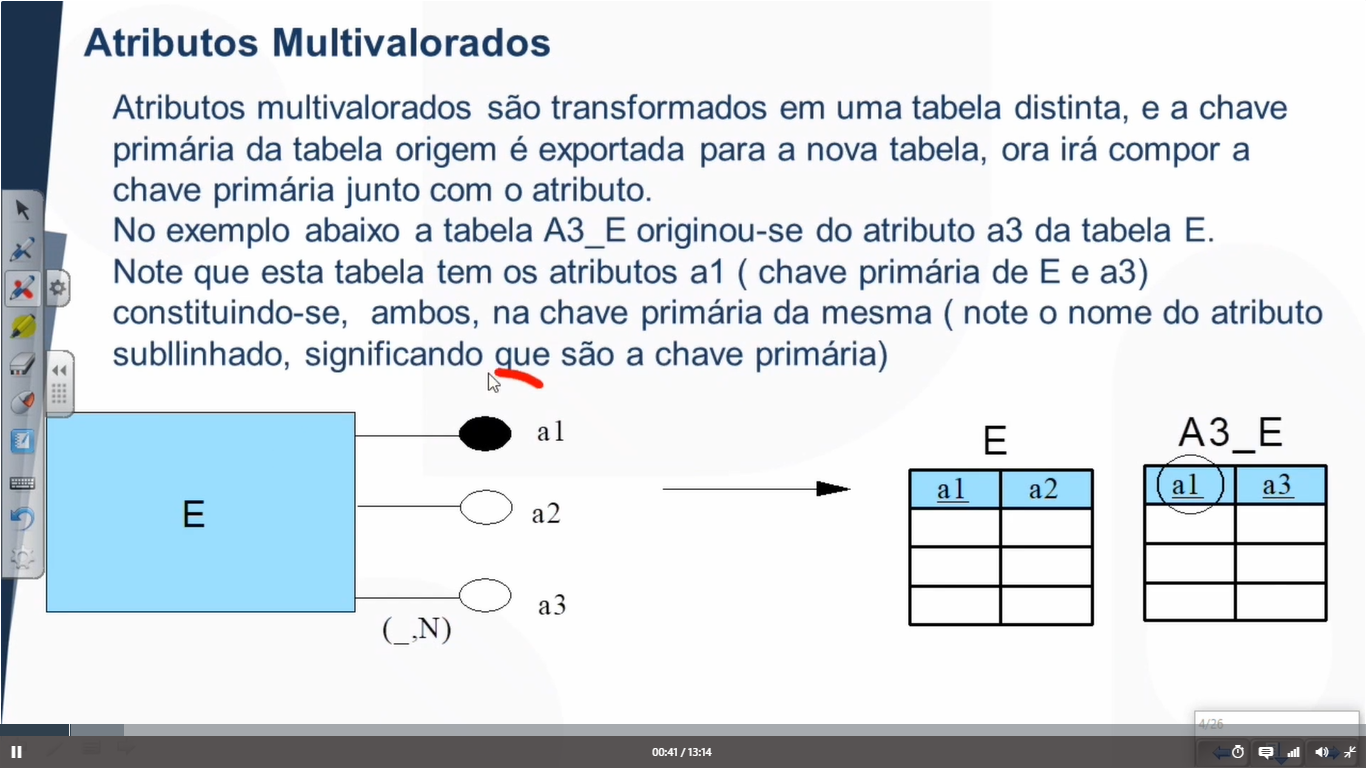 Atributos Multivalorados
Atributos multivalorados são transformados em uma tabela distinta, e a chave
primária da tabela origem é exportada para a nova tabela, ora irá compor a
chave primária junto com o atributo.
No exemplo abaixo a tabela A3_E originou-se do atributo a3 da tabela E.
Note que esta tabela tem os atributos a1 ( chave primária de E e a3)
constituindo-se, ambos, na chave primária da mesma ( note o nome do atributo
subllinhado, significando que são a chave primária)
E
a1
a2
a3
(_,N)
E
a1 a2
A3_E
a1 a3
4/26
00:41 / 13:14